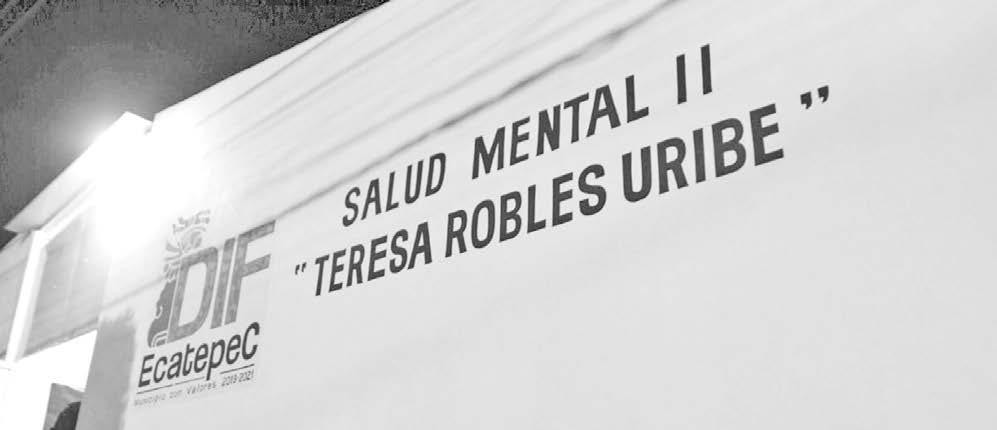 SALUD MENTAL II
"TERESA ROBLES URIBE"
DIF
Ecatepec
Municipio con Valores 2019-2021